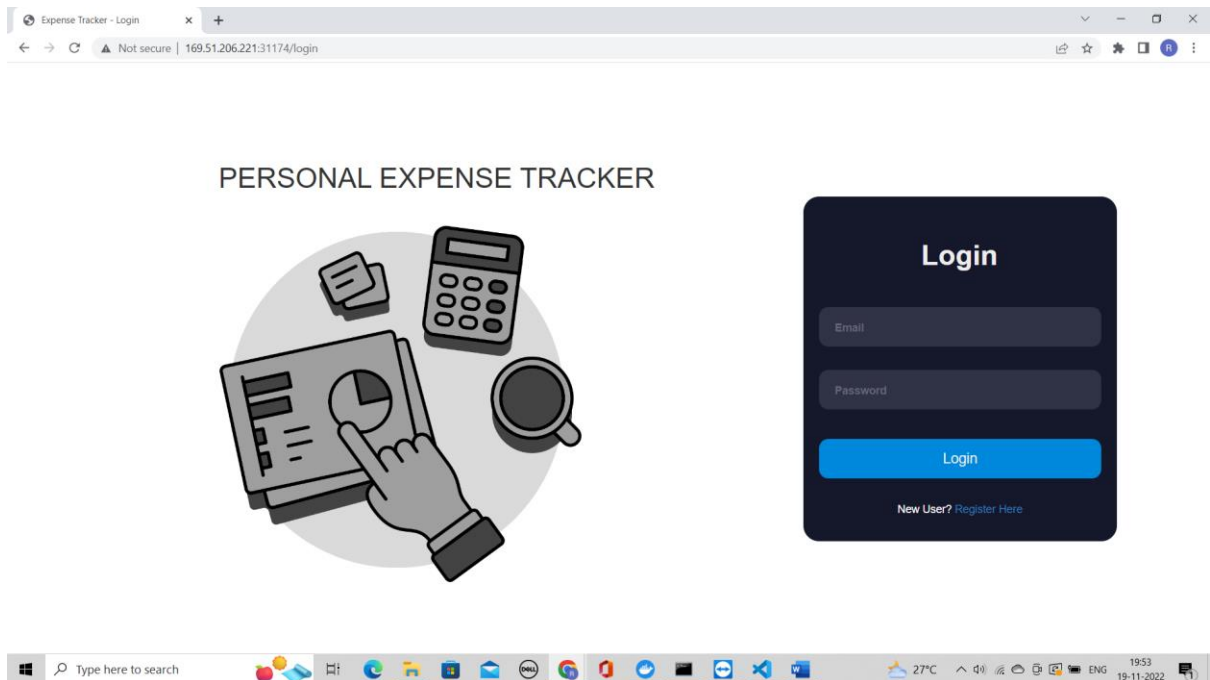 Expense Tracker - Login
Not secure | 169.51.206.221:31174/login
R
PERSONAL EXPENSE TRACKER
Login
Email
Password
Login
New User? Register Here
Type here to search
DELL
27°C
ENG
19:53
19-11-2022